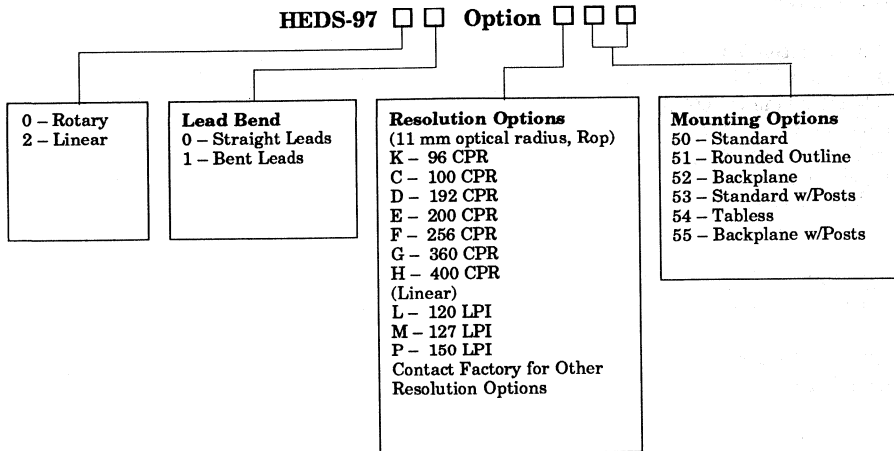 HEDS-97 □ □ Option □ □ □
0 – Rotary
2 – Linear
Lead Bend
0 – Straight Leads
1 – Bent Leads
Resolution Options
(11 mm optical radius, Rop)
K – 96 CPR
C – 100 CPR
D – 192 CPR
E – 200 CPR
F – 256 CPR
G – 360 CPR
H – 400 CPR
(Linear)
L – 120 LPI
M – 127 LPI
P – 150 LPI
Contact Factory for Other
Resolution Options
Mounting Options
50 – Standard
51 – Rounded Outline
52 – Backplane
53 – Standard w/Posts
54 – Tabless
55 – Backplane w/Posts